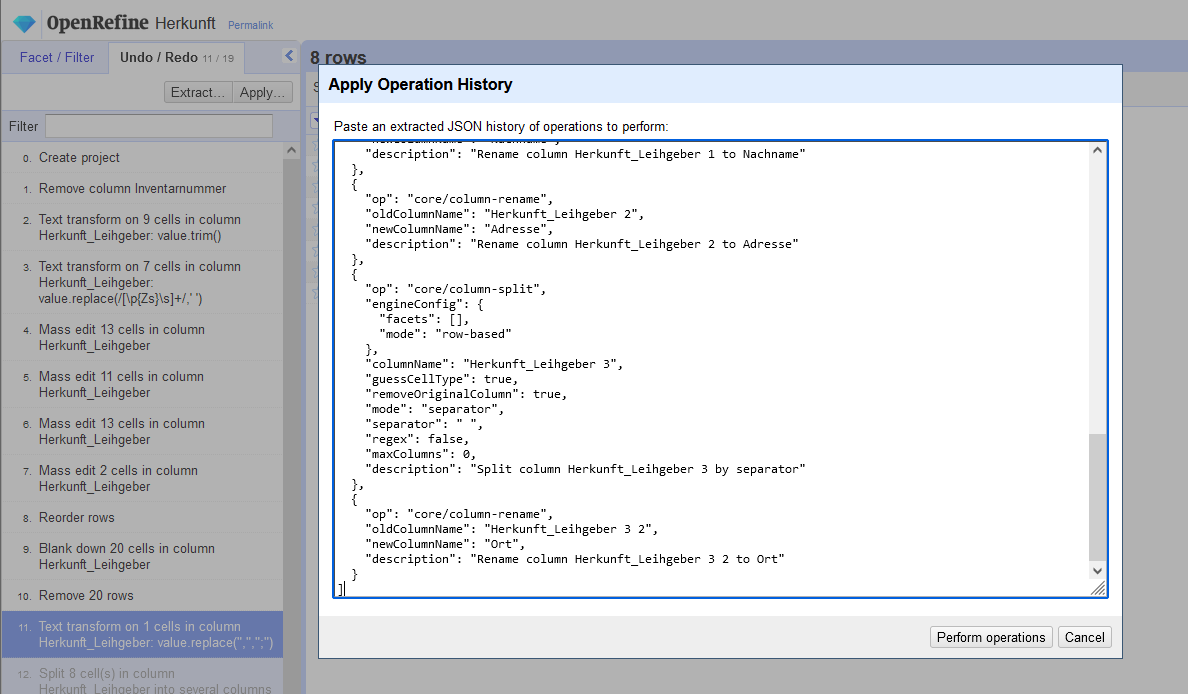 OpenRefine Herkunft Permalink
Facet / Filter
Undo / Redo 11 / 19
8 rows
Extract...
Apply...
Filter
0. Create project
1. Remove column Inventarnummer
2. Text transform on 9 cells in column
Herkunft_Leihgeber: value.trim()
3. Text transform on 7 cells in column
Herkunft_Leihgeber:
value.replace(/[\p{Zs}\s]+/,' ')
4. Mass edit 13 cells in column
Herkunft_Leihgeber
5. Mass edit 11 cells in column
Herkunft_Leihgeber
6. Mass edit 13 cells in column
Herkunft_Leihgeber
7. Mass edit 2 cells in column
Herkunft_Leihgeber
8. Reorder rows
9. Blank down 20 cells in column
Herkunft_Leihgeber
10. Remove 20 rows
11. Text transform on 1 cells in column
Herkunft_Leihgeber: value.replace(",",";")
12. Split 8 cell(s) in column
Herkunft_Leihgeber into several columns
Apply Operation History
Paste an extracted JSON history of operations to perform:
"description": "Rename column Herkunft_Leihgeber 1 to Nachname"
},
{
"op": "core/column-rename",
"oldColumnName": "Herkunft_Leihgeber 2",
"newColumnName": "Adresse",
"description": "Rename column Herkunft_Leihgeber 2 to Adresse"
},
{
"op": "core/column-split",
"engineConfig": {
"facets": [],
"mode": "row-based"
},
"columnName": "Herkunft_Leihgeber 3",
"guessCellType": true,
"removeOriginalColumn": true,
"mode": "separator",
"separator": " ",
"regex": false,
"maxColumns": 0,
"description": "Split column Herkunft_Leihgeber 3 by separator"
},
{
"op": "core/column-rename",
"oldColumnName": "Herkunft_Leihgeber 3 2",
"newColumnName": "Ort",
"description": "Rename column Herkunft_Leihgeber 3 2 to Ort"
}
]
Perform operations
Cancel